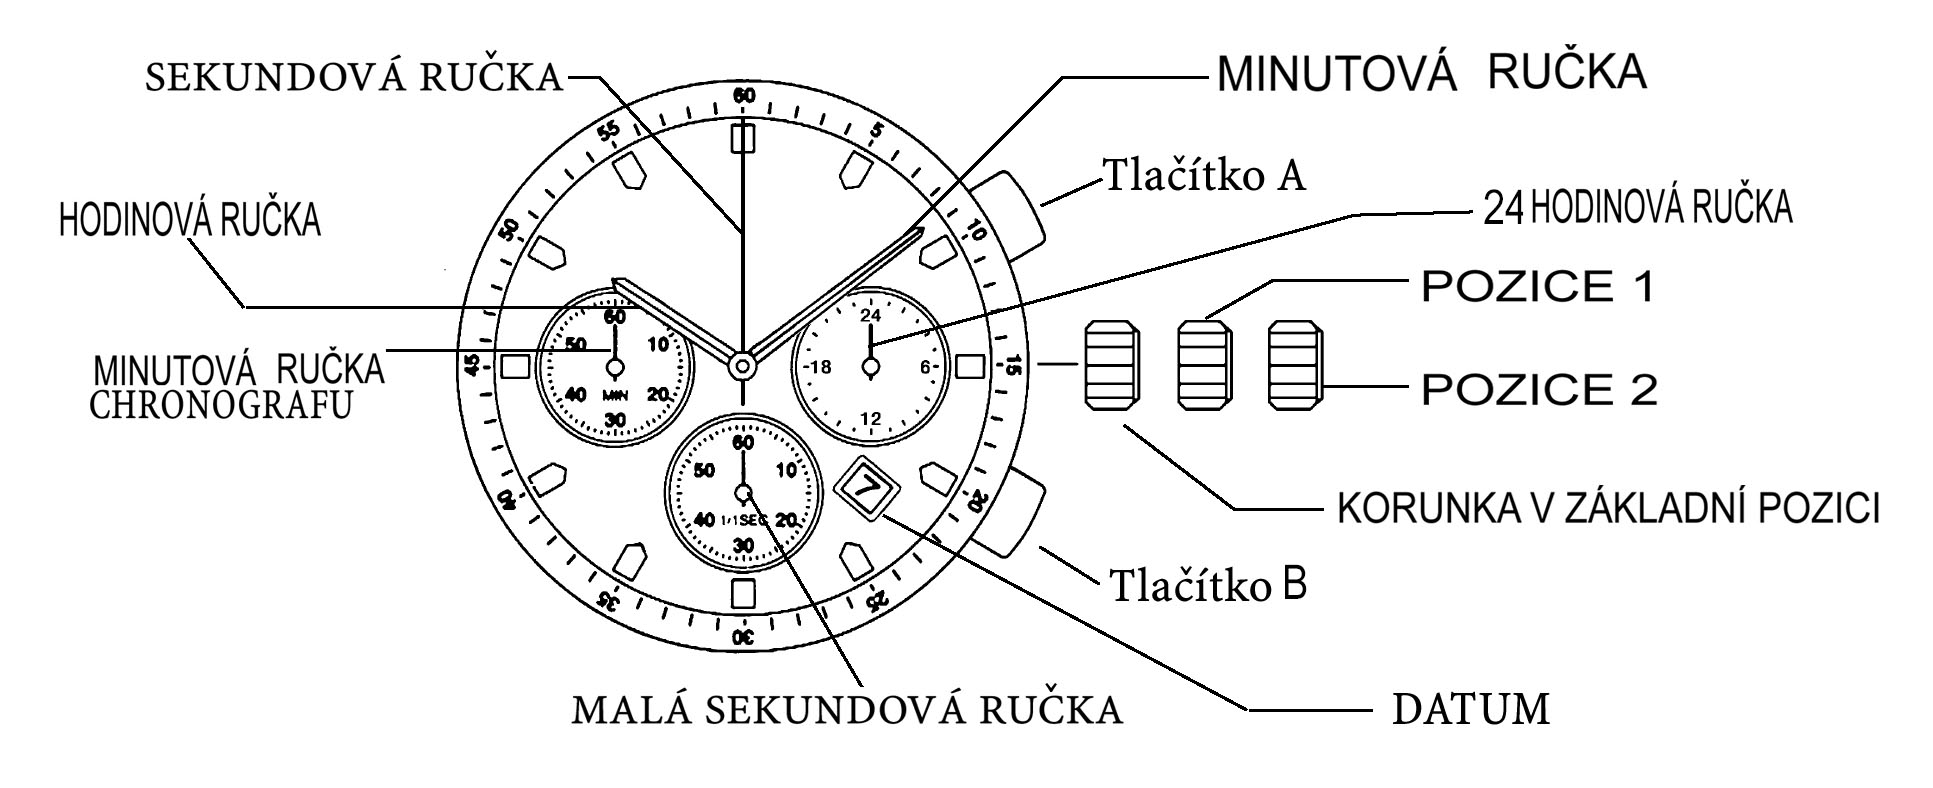 SEKUNDOVÁ RUČKA
MINUTOVÁ RUČKA
Tlačítko A
24 HODINOVÁ RUČKA
HODINOVÁ RUČKA
POZICE 1
MINUTOVÁ RUČKA
CHRONOGRAFU
POZICE 2
KORUNKA V ZÁKLADNÍ POZICI
Tlačítko B
MALÁ SEKUNDOVÁ RUČKA
DATUM
60
5
10
15
20
25
30
35
40
45
50
55
60
10
20
30
40
50
MIN
24
6
12
18
60
10
20
30
40
50
1/1SEC
7